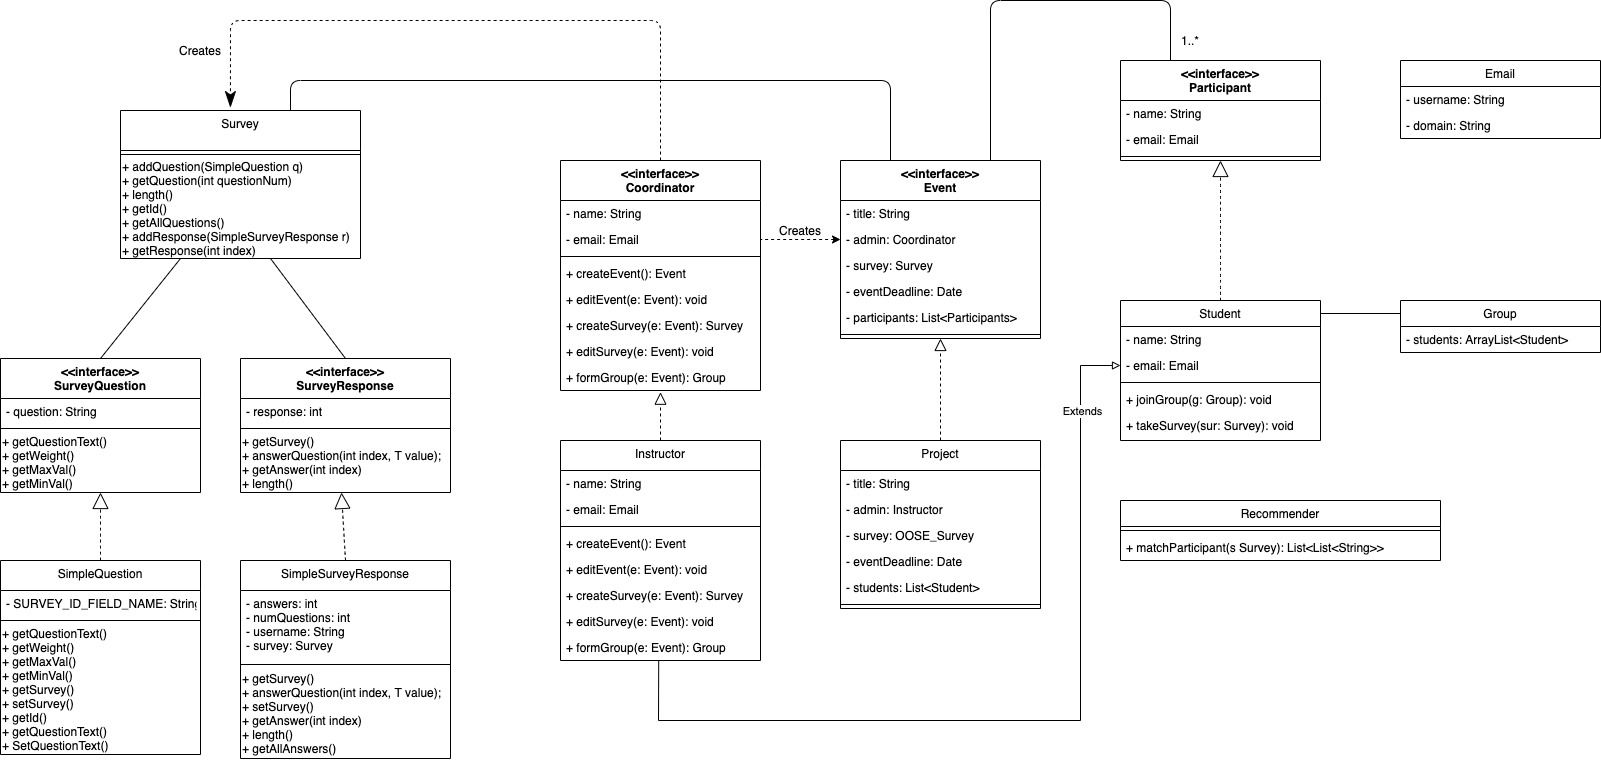 Creates
1..*
Survey
+ addQuestion(SimpleQuestion q)
+ getQuestion(int questionNum)
+ length()
+ getId()
+ getAllQuestions()
+ addResponse(SimpleSurveyResponse r)
+ getResponse(int index)
<<interface>>
SurveyQuestion
- question: String
+ getQuestionText()
+ getWeight()
+ getMaxVal()
+ getMinVal()
<<interface>>
SurveyResponse
- response: int
+ getSurvey()
+ answerQuestion(int index, T value);
+ getAnswer(int index)
+ length()
SimpleQuestion
- SURVEY_ID_FIELD_NAME: String
+ getQuestionText()
+ getWeight()
+ getMaxVal()
+ getMinVal()
+ getSurvey()
+ setSurvey()
+ getId()
+ getQuestionText()
+ SetQuestionText()
SimpleSurveyResponse
- answers: int
- numQuestions: int
- username: String
- survey: Survey
+ getSurvey()
+ answerQuestion(int index, T value);
+ setSurvey()
+ getAnswer(int index)
+ length()
+ getAllAnswers()
<<interface>>
Coordinator
- name: String
- email: Email
+ createEvent(): Event
+ editEvent(e: Event): void
+ createSurvey(e: Event): Survey
+ editSurvey(e: Event): void
+ formGroup(e: Event): Group
Creates
<<interface>>
Event
- title: String
- admin: Coordinator
- survey: Survey
- eventDeadline: Date
- participants: List<Participants>
Instructor
- name: String
- email: Email
+ createEvent(): Event
+ editEvent(e: Event): void
+ createSurvey(e: Event): Survey
+ editSurvey(e: Event): void
+ formGroup(e: Event): Group
Project
- title: String
- admin: Instructor
- survey: OOSE_Survey
- eventDeadline: Date
- students: List<Student>
Extends
<<interface>>
Participant
- name: String
- email: Email
Email
- username: String
- domain: String
Student
- name: String
- email: Email
+ joinGroup(g: Group): void
+ takeSurvey(sur: Survey): void
Group
- students: ArrayList<Student>
Recommender
+ matchParticipant(s Survey): List<List<String>>